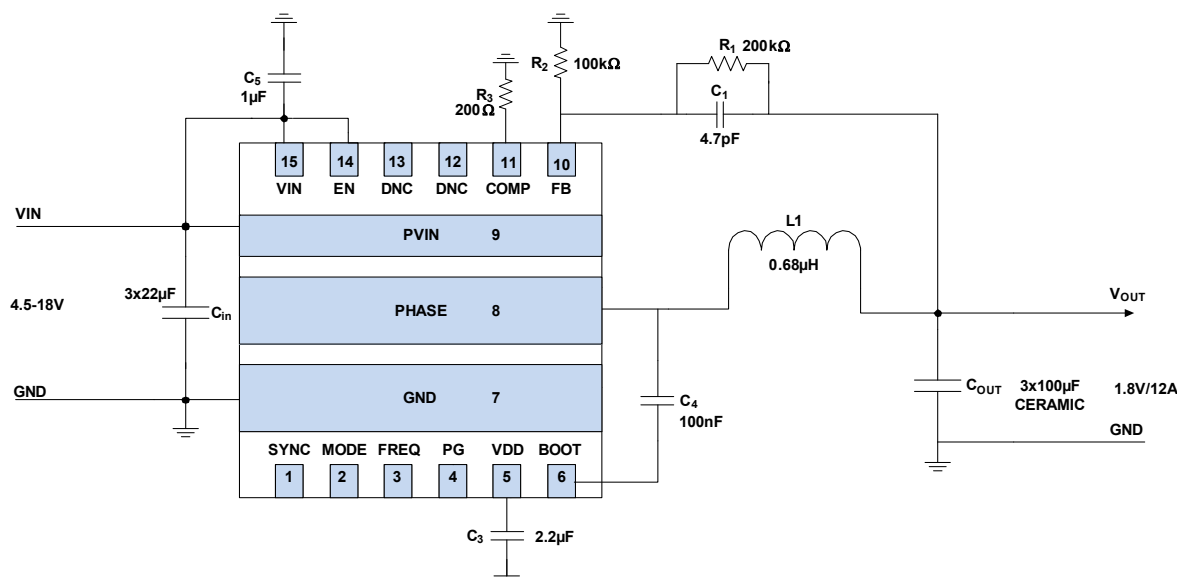 R1 200kΩ
R2
100kΩ
C5
1µF
R3
200Ω
C1
4.7pF
15
14
13
12
11
10
VIN
EN
DNC
DNC
COMP
FB
VIN
PVIN 9
L1
0.68µH
4.5-18V
3x22µF
Cin
PHASE 8
VOUT
GND
GND 7
C4
100nF
COUT
3x100µF
CERAMIC
1.8V/12A
GND
SYNC
MODE
FREQ
PG
VDD
BOOT
1
2
3
4
5
6
C3
2.2µF